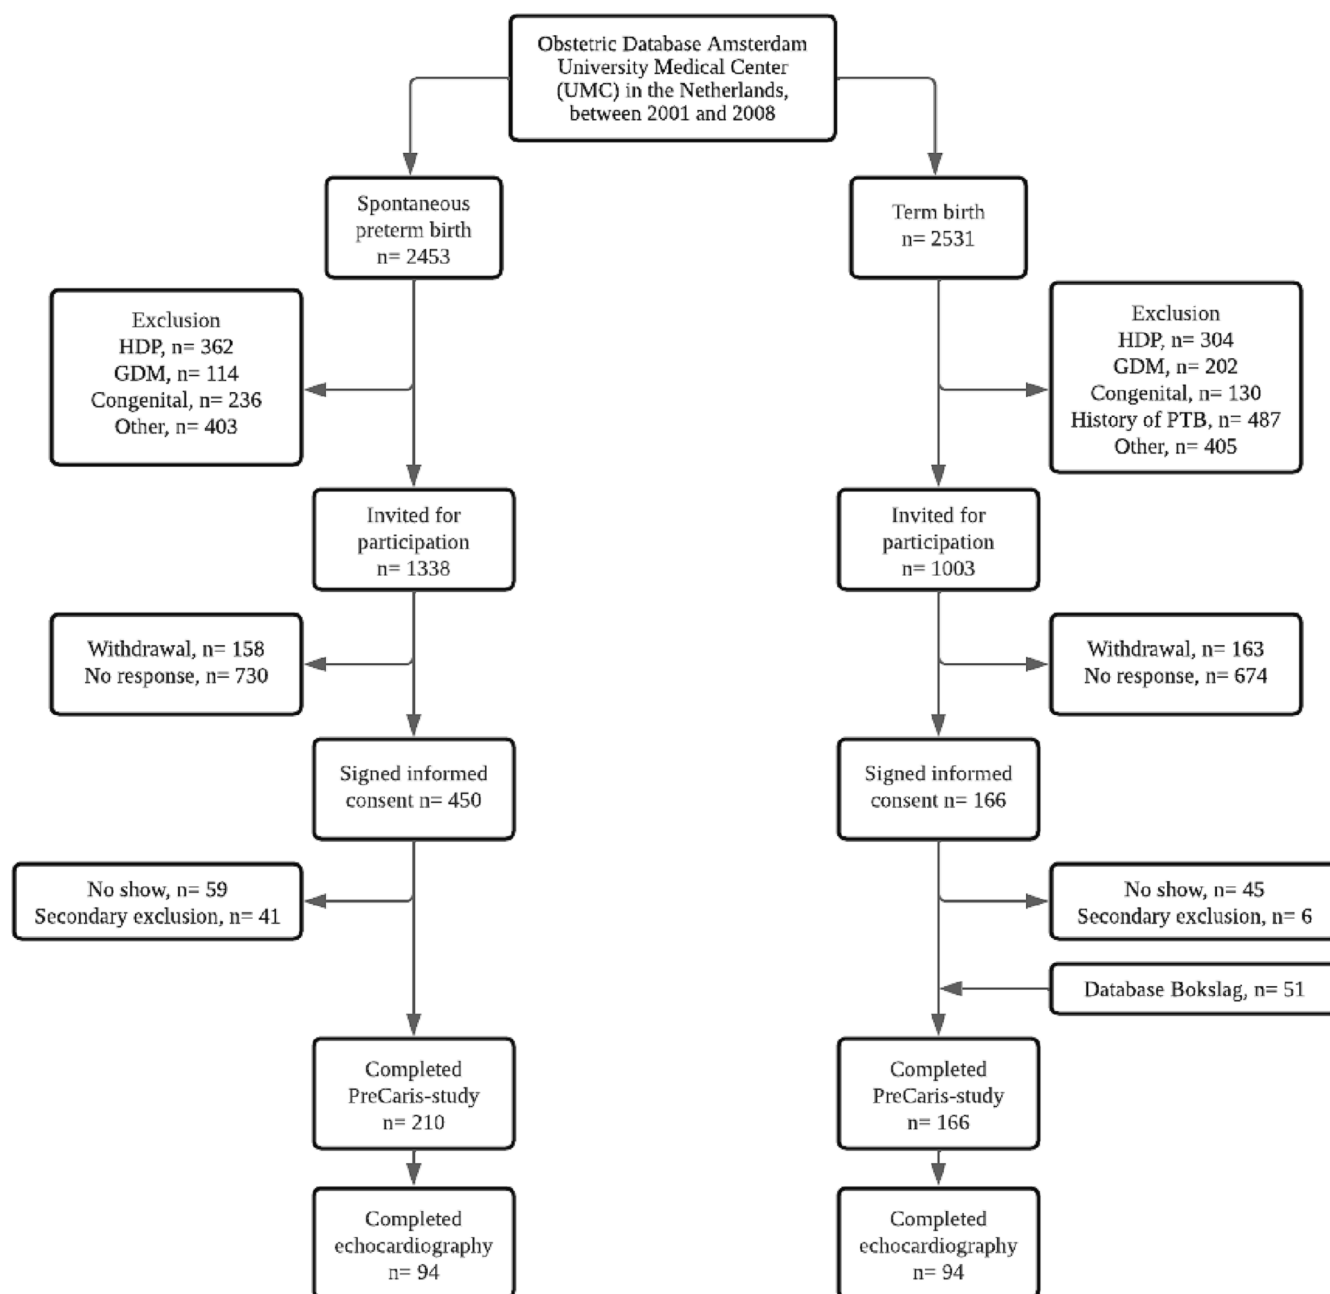 Obstetric Database Amsterdam
University Medical Center
(UMC) in the Netherlands,
between 2001 and 2008
Spontaneous
preterm birth
n= 2453
Term birth
n= 2531
Exclusion
HDP, n= 362
GDM, n= 114
Congenital, n= 236
Other, n= 403
Exclusion
HDP, n= 304
GDM, n= 202
Congenital, n= 130
History of PTB, n= 487
Other, n= 405
Invited for
participation
n= 1338
Invited for
participation
n= 1003
Withdrawal, n= 158
No response, n= 730
Withdrawal, n= 163
No response, n= 674
Signed informed
consent n= 450
Signed informed
consent n= 166
No show, n= 59
Secondary exclusion, n= 41
No show, n= 45
Secondary exclusion, n= 6
Database Bokslag, n= 51
Completed
PreCaris-study
n= 210
Completed
PreCaris-study
n= 166
Completed
echocardiography
n= 94
Completed
echocardiography
n= 94